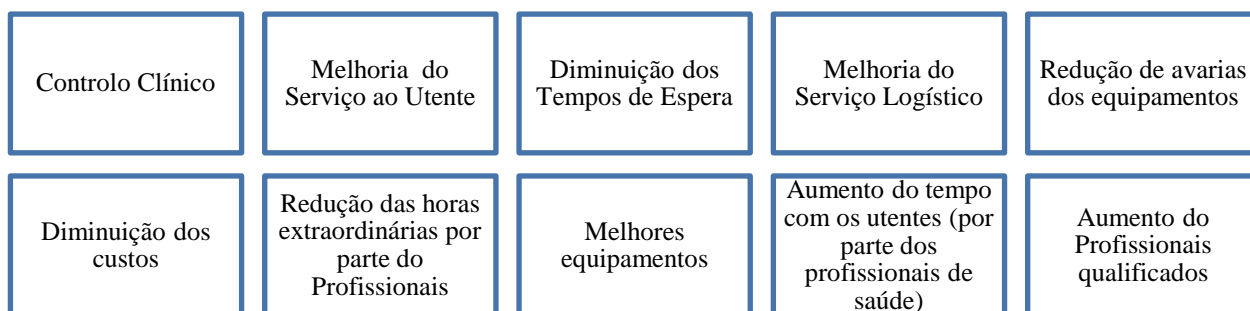 Controlo Clínico
Melhoria do
Serviço ao Utente
Diminuição dos
Tempos de Espera
Melhoria do
Serviço Logístico
Redução de avarias
dos equipamentos
Diminuição dos
custos
Redução das horas
extraordinárias por
parte do
Profissionais
Melhores
equipamentos
Aumento do tempo
com os utentes (por
parte dos
profissionais de
saúde)
Aumento do
Profissionais
qualificados